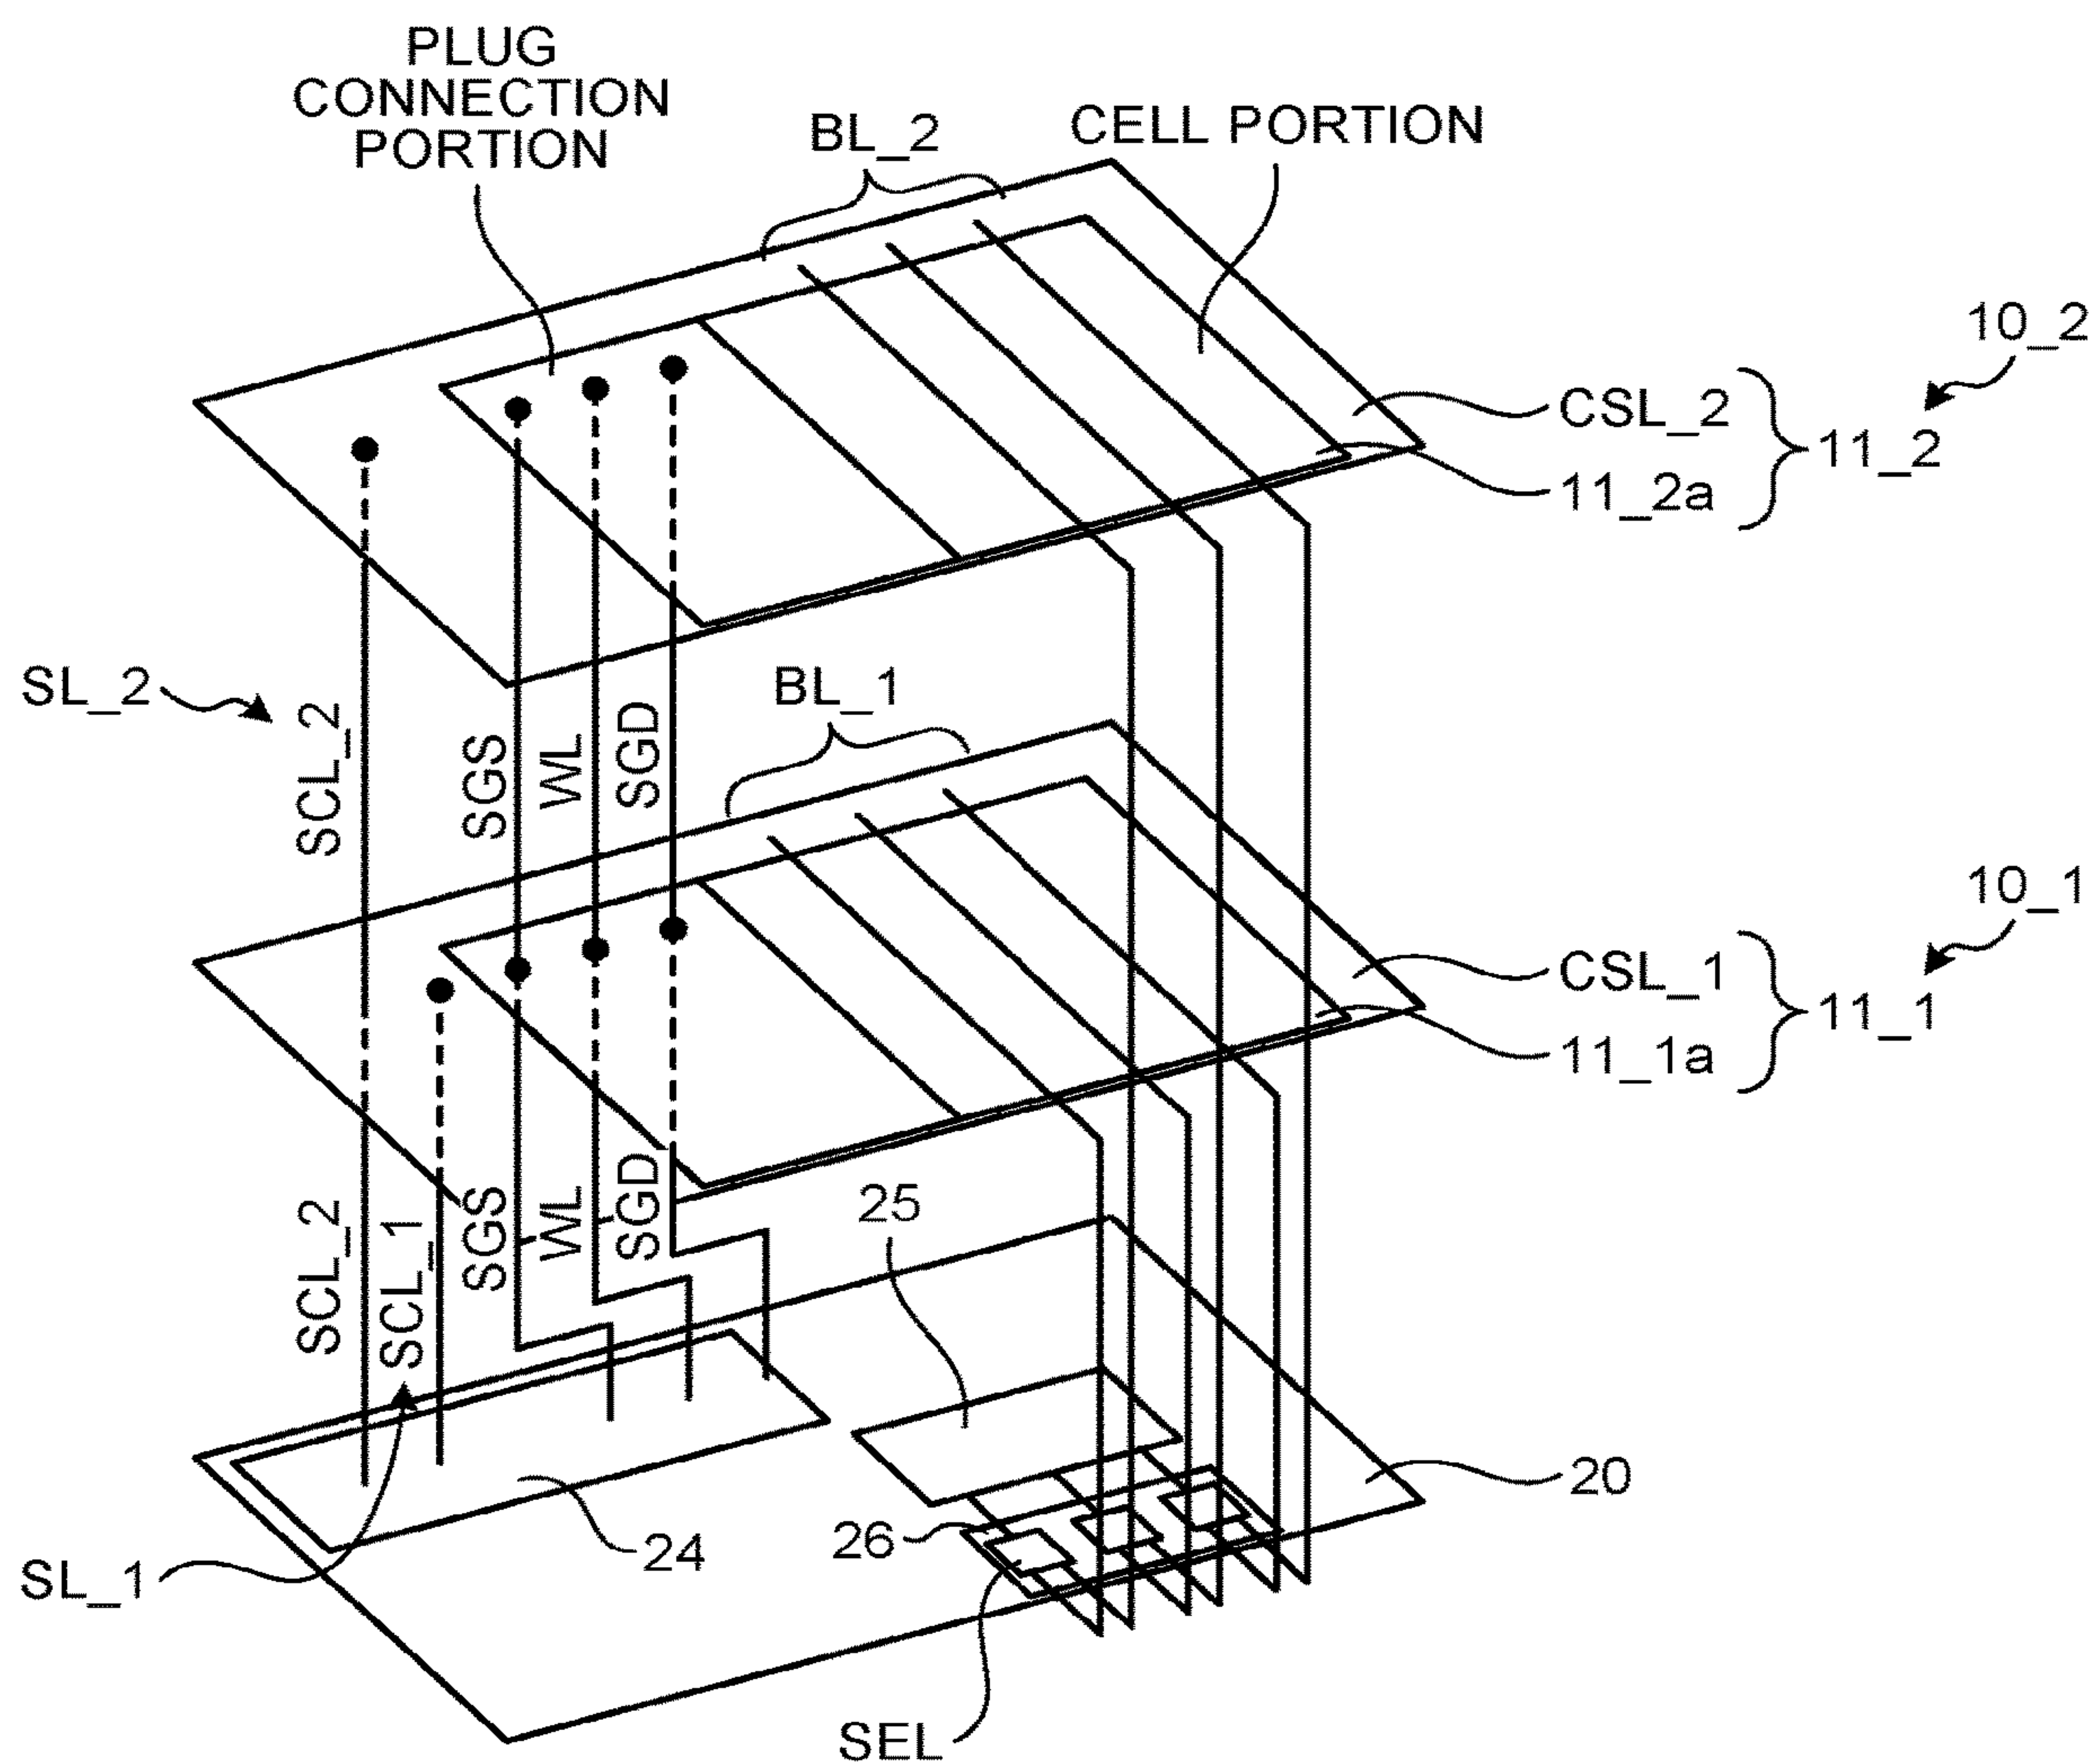 PLUG
CONNECTION
PORTION
BL_2
CELL PORTION
10_2
CSL_2
11_2
11_2a
SL_2
SCL_2
SGS
WL
SGD
BL_1
10_1
CSL_1
11_1
11_1a
SCL_2
SCL_1
SGS
WL
SGD
25
20
26
24
SL_1
SEL